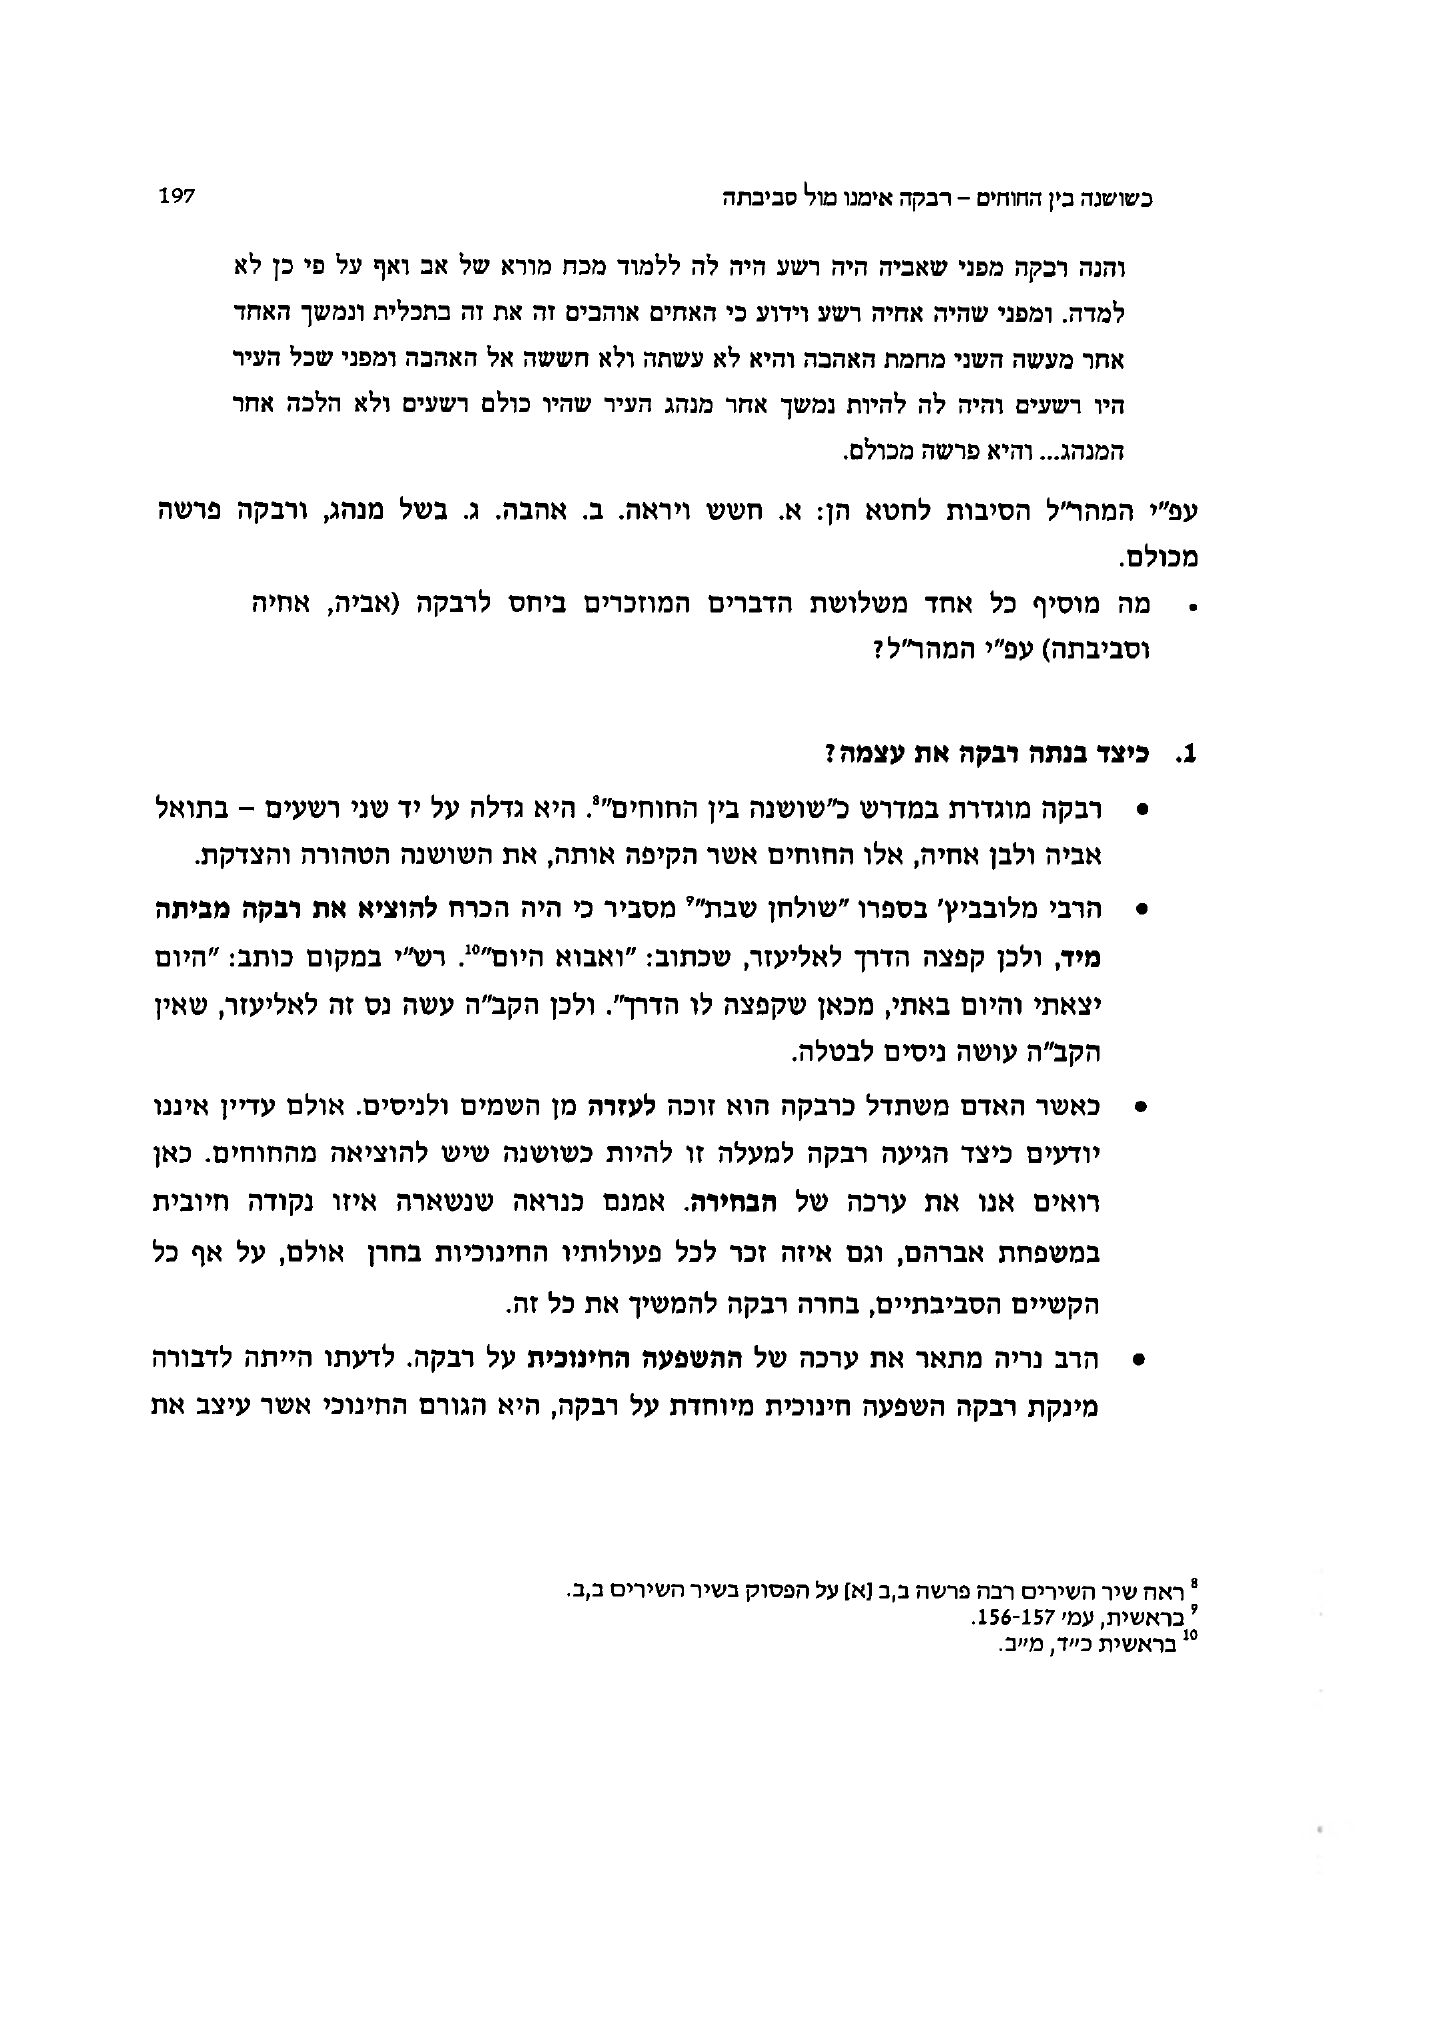 כשושנה בין החוחים – רבקה אימנו מול סביבתה 197
והנה רבקה מפני שאביה היה רשע היה לה ללמוד מכח מורא של אב ואף על פי כן לא
למדה. ומפני שהיה אחיה רשע וידוע כי האחים אוהבים זה את זה בתכלית ונמשך האחד
אחר מעשה השני מחמת האהבה והיא לא עשתה ולא חששה אל האהבה ומפני שכל העיר
היו רשעים והיה לה להיות נמשך אחר מנהג העיר שהיו כולם רשעים ולא הלכה אחר
המנהג... והיא פרשה מכולם.
עפ"י המהר"ל הסיבות לחטא הן: א. חשש ויראה. ב. אהבה. ג. בשל מנהג, ורבקה פרשה
מכולם.
• מה מוסיף כל אחד משלושת הדברים המוזכרים ביחס לרבקה (אביה, אחיה
וסביבתה) עפ"י המהר"ל?
1. כיצד בנתה רבקה את עצמה?
• רבקה מוגדרת במדרש כ"שושנה בין החוחים"⁸. היא גדלה על יד שני רשעים – בתואל
אביה ולבן אחיה, אלו החוחים אשר הקיפה אותה, את השושנה הטהורה והצדקת.
• הרבי מלובביץ' בספרו "שולחן שבת"⁹ מסביר כי היה הכרח להוציא את רבקה מביתה
מיד, ולכן קפצה הדרך לאליעזר, שכתוב: "ואבוא היום"¹⁰. רש"י במקום כותב: "היום
יצאתי והיום באתי, מכאן שקפצה לו הדרך". ולכן הקב"ה עשה נס זה לאליעזר, שאין
הקב"ה עושה ניסים לבטלה.
• כאשר האדם משתדל כרבקה הוא זוכה לעזרה מן השמים ולניסים. אולם עדיין איננו
יודעים כיצד הגיעה רבקה למעלה זו להיות כשושנה שיש להוציאה מהחוחים. כאן
רואים אנו את ערכה של הבחירה. אמנם כנראה שנשארה איזו נקודה חיובית
במשפחת אברהם, וגם איזה זכר לכל פעולותיו החינוכיות בחרן אולם, על אף כל
הקשיים הסביבתיים, בחרה רבקה להמשיך את כל זה.
• הרב נריה מתאר את ערכה של ההשפעה החינוכית על רבקה. לדעתו הייתה לדבורה
מינקת רבקה השפעה חינוכית מיוחדת על רבקה, היא הגורם החינוכי אשר עיצב את
⁸ ראה שיר השירים רבה פרשה ב,ב [א] על הפסוק בשיר השירים ב,ב.
⁹ בראשית, עמ' 156-157.
¹⁰ בראשית כ"ד, מ"ב.